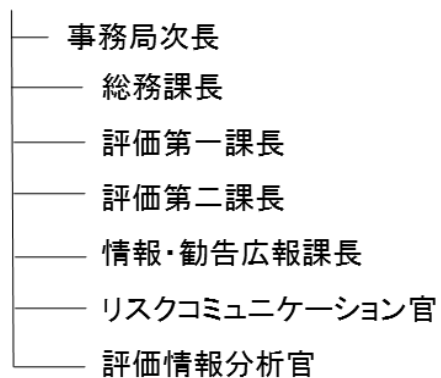 事務局次長
総務課長
評価第一課長
評価第二課長
情報・勧告広報課長
リスクコミュニケーション官
評価情報分析官